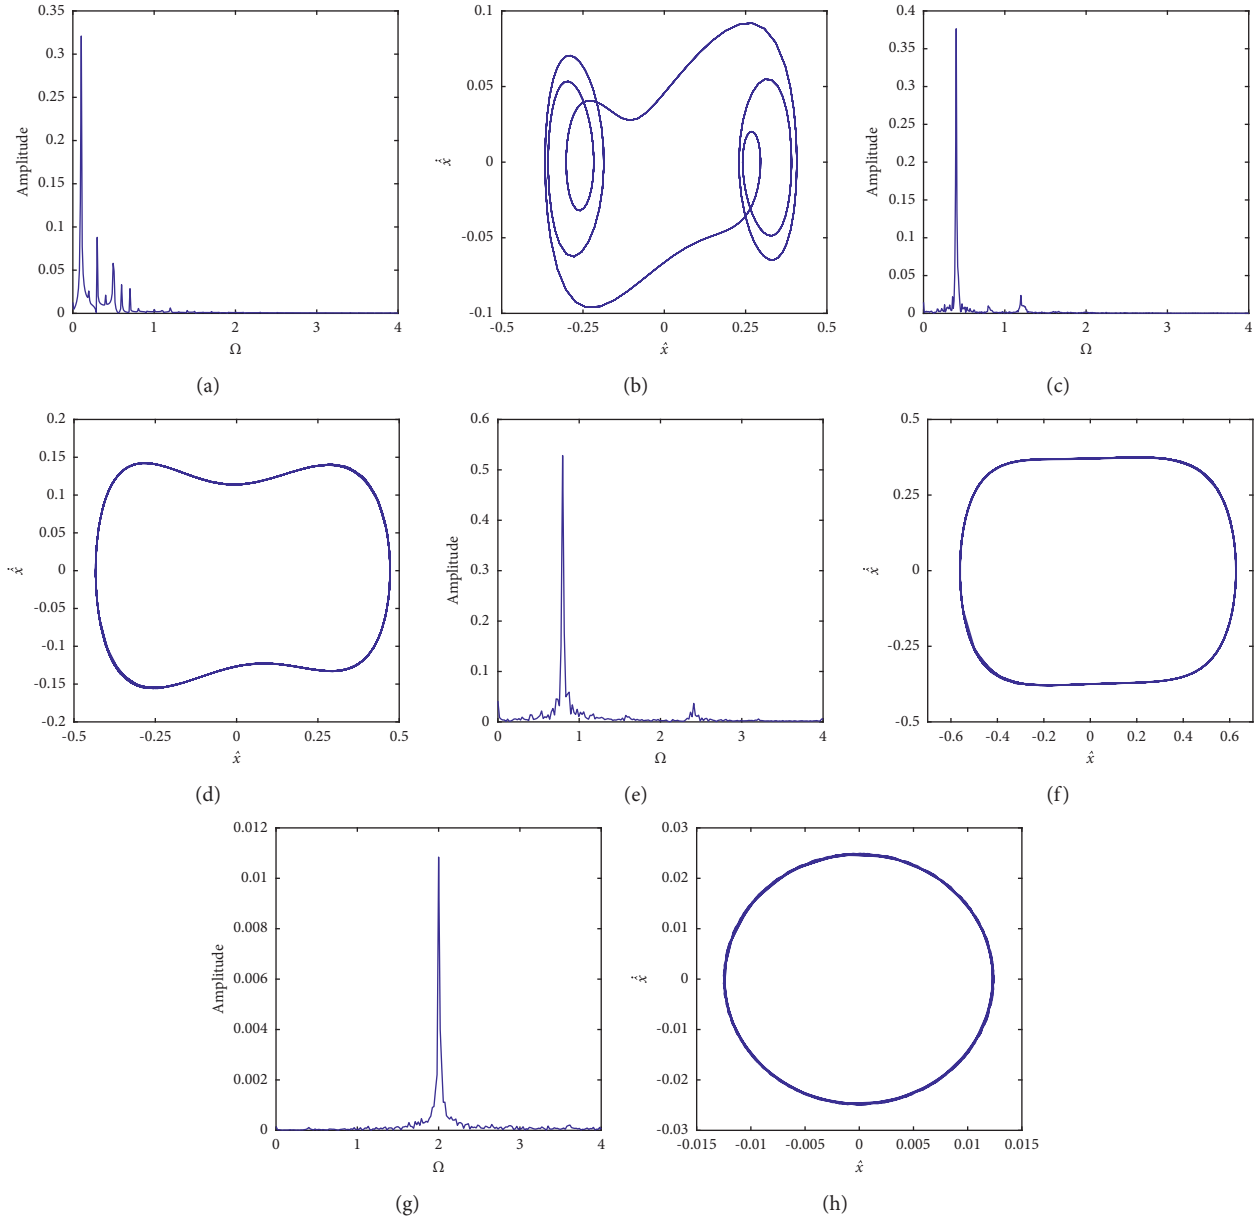 0.35
0.3
0.25
0.2
0.15
0.1
0.05
0
Amplitude
0 1 2 3 4
Ω
(a)
0.1
0.05
0
-0.05
-0.1
ẋ̂
-0.5 -0.25 0 0.25 0.5
x̂
(b)
0.4
0.35
0.3
0.25
0.2
0.15
0.1
0.05
0
Amplitude
0 1 2 3 4
Ω
(c)
0.2
0.15
0.1
0.05
0
-0.05
-0.1
-0.15
-0.2
ẋ̂
-0.5 -0.25 0 0.25 0.5
x̂
(d)
0.6
0.5
0.4
0.3
0.2
0.1
0
Amplitude
0 1 2 3 4
Ω
(e)
0.5
0.25
0
-0.25
-0.5
ẋ̂
-0.6 -0.4 -0.2 0 0.2 0.4 0.6
x̂
(f)
0.012
0.01
0.008
0.006
0.004
0.002
0
Amplitude
0 1 2 3 4
Ω
(g)
0.03
0.02
0.01
0
-0.01
-0.02
-0.03
ẋ̂
-0.015 -0.01 -0.005 0 0.005 0.01 0.015
x̂
(h)